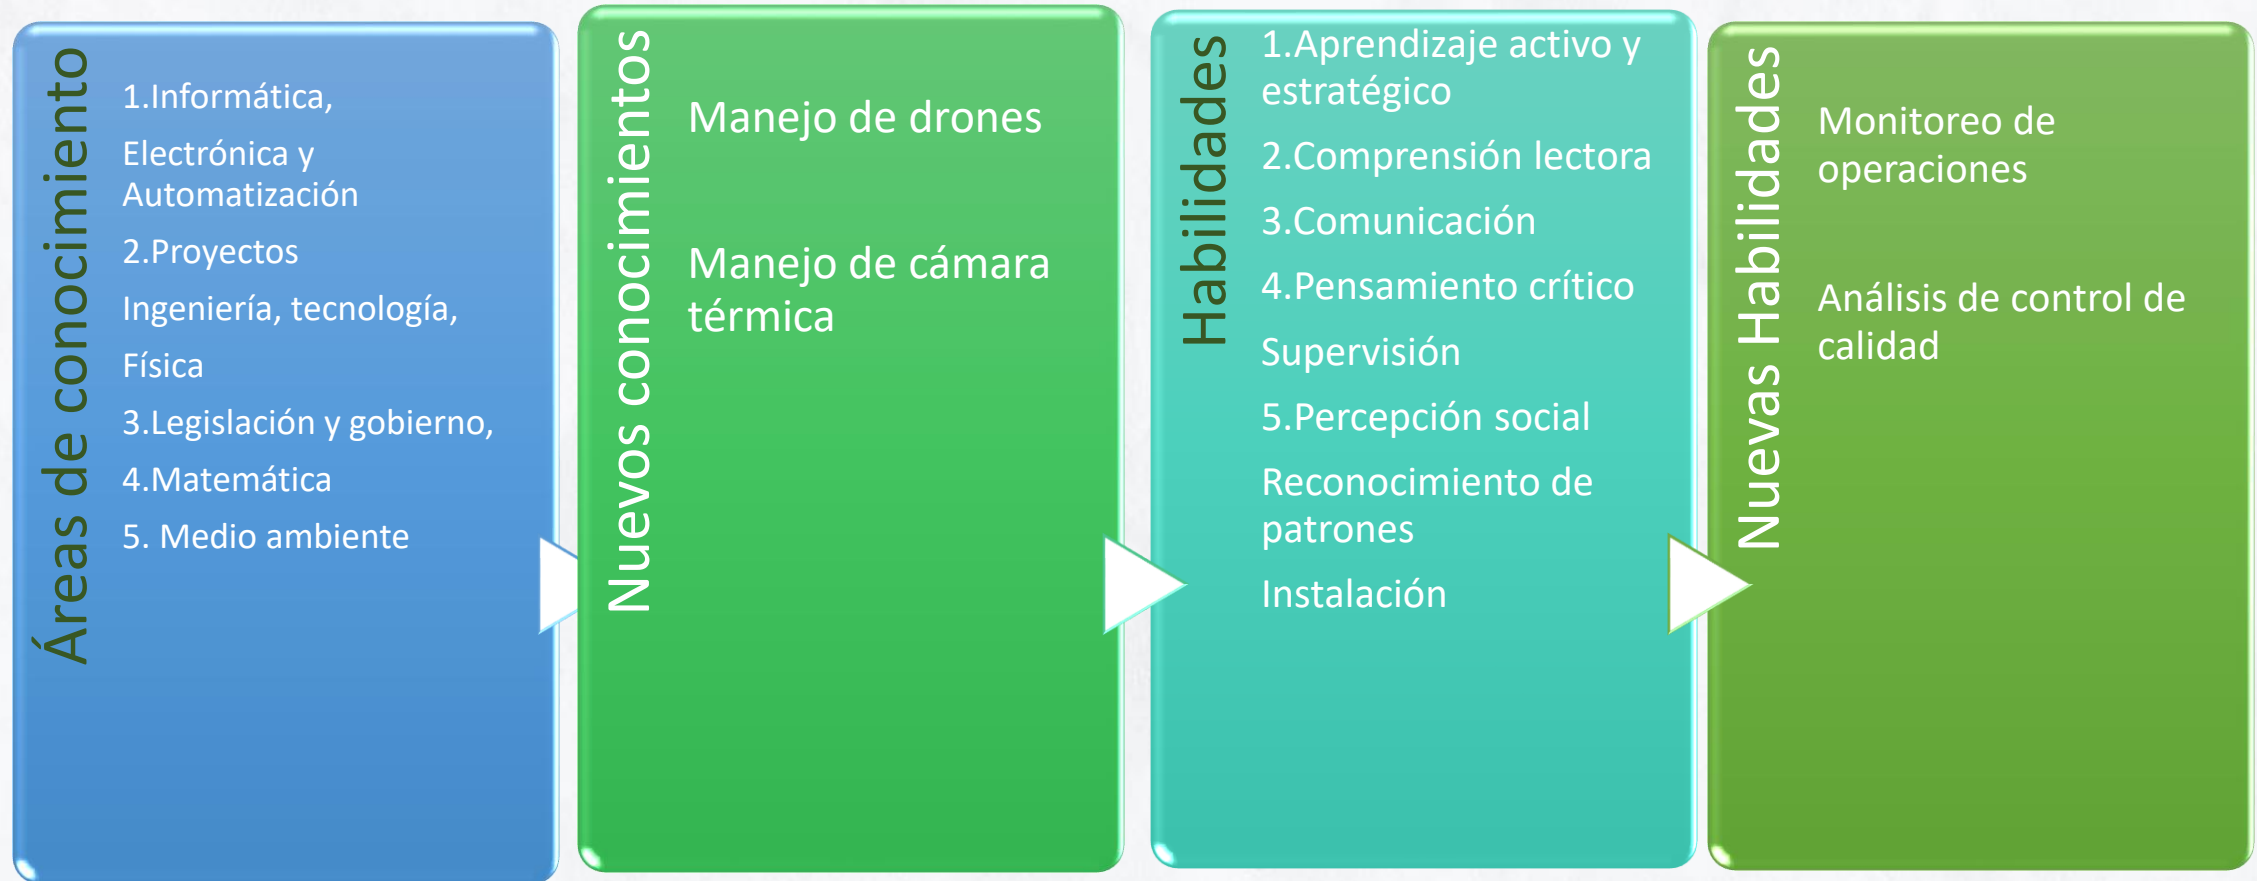 Áreas de conocimiento
1.Informática,
Electrónica y
Automatización
2.Proyectos
Ingeniería, tecnología,
Física
3.Legislación y gobierno,
4.Matemática
5. Medio ambiente
Nuevos conocimientos
Manejo de drones
Manejo de cámara
térmica
Habilidades
1.Aprendizaje activo y
estratégico
2.Comprensión lectora
3.Comunicación
4.Pensamiento crítico
Supervisión
5.Percepción social
Reconocimiento de
patrones
Instalación
Nuevas Habilidades
Monitoreo de
operaciones
Análisis de control de
calidad